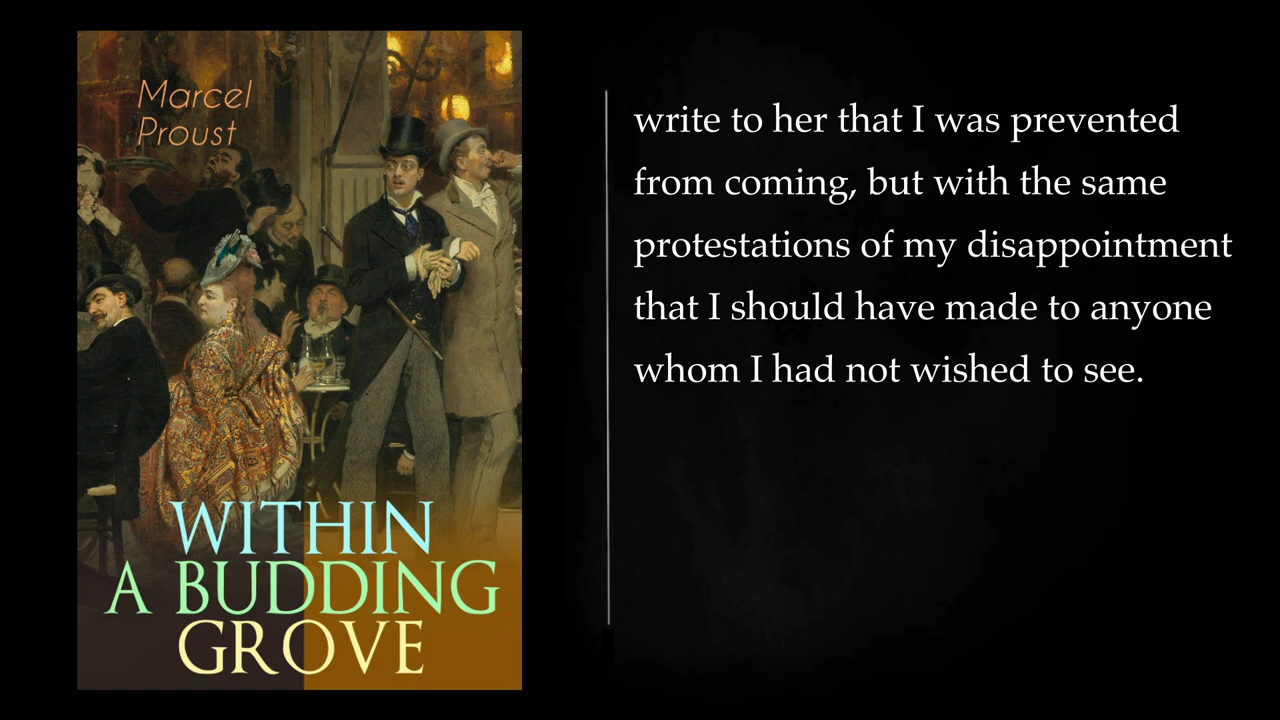 Marcel
Proust
WITHIN
A BUDDING
GROVE
write to her that I was prevented
from coming, but with the same
protestations of my disappointment
that I should have made to anyone
whom I had not wished to see.